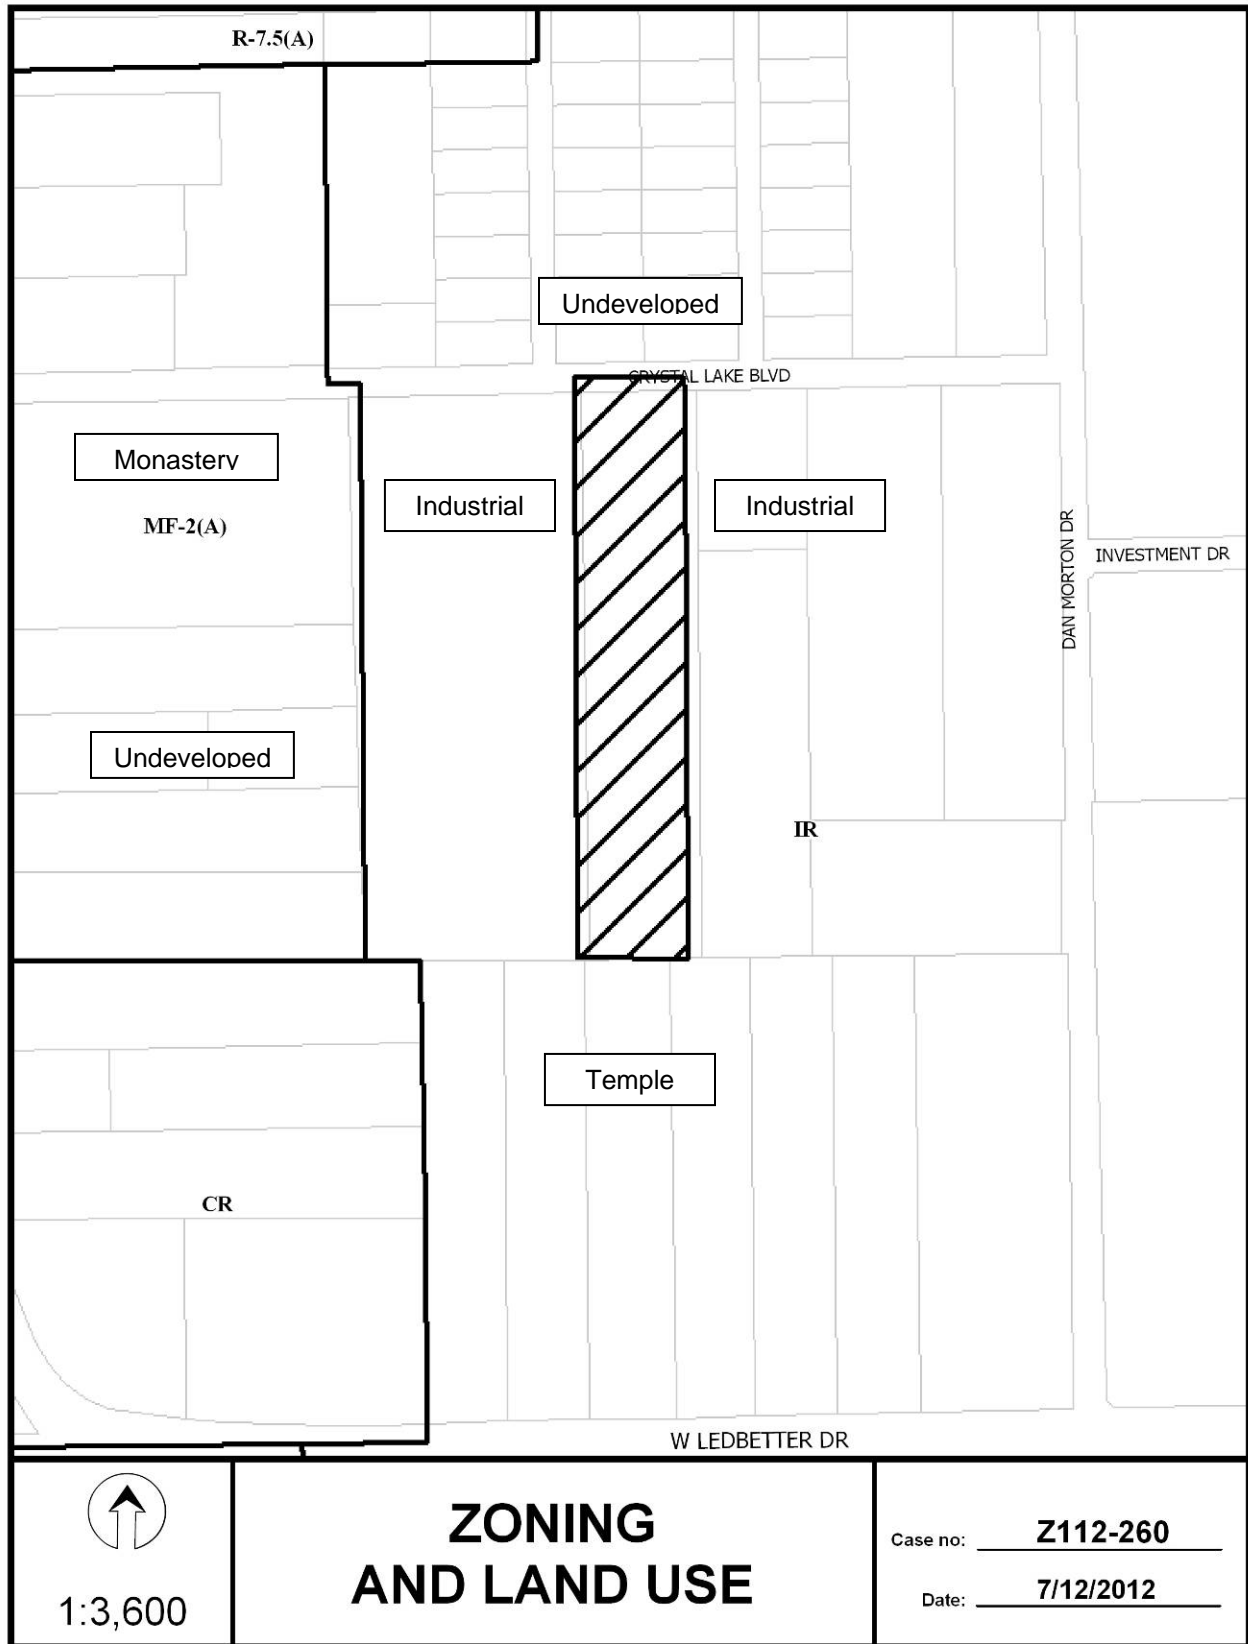 R-7.5(A)
Undeveloped
CRYSTAL LAKE BLVD
Monastery
MF-2(A)
Industrial
Industrial
DAN MORTON DR
INVESTMENT DR
Undeveloped
IR
Temple
CR
W LEDBETTER DR
1:3,600
ZONING
AND LAND USE
Case no: Z112-260
Date: 7/12/2012